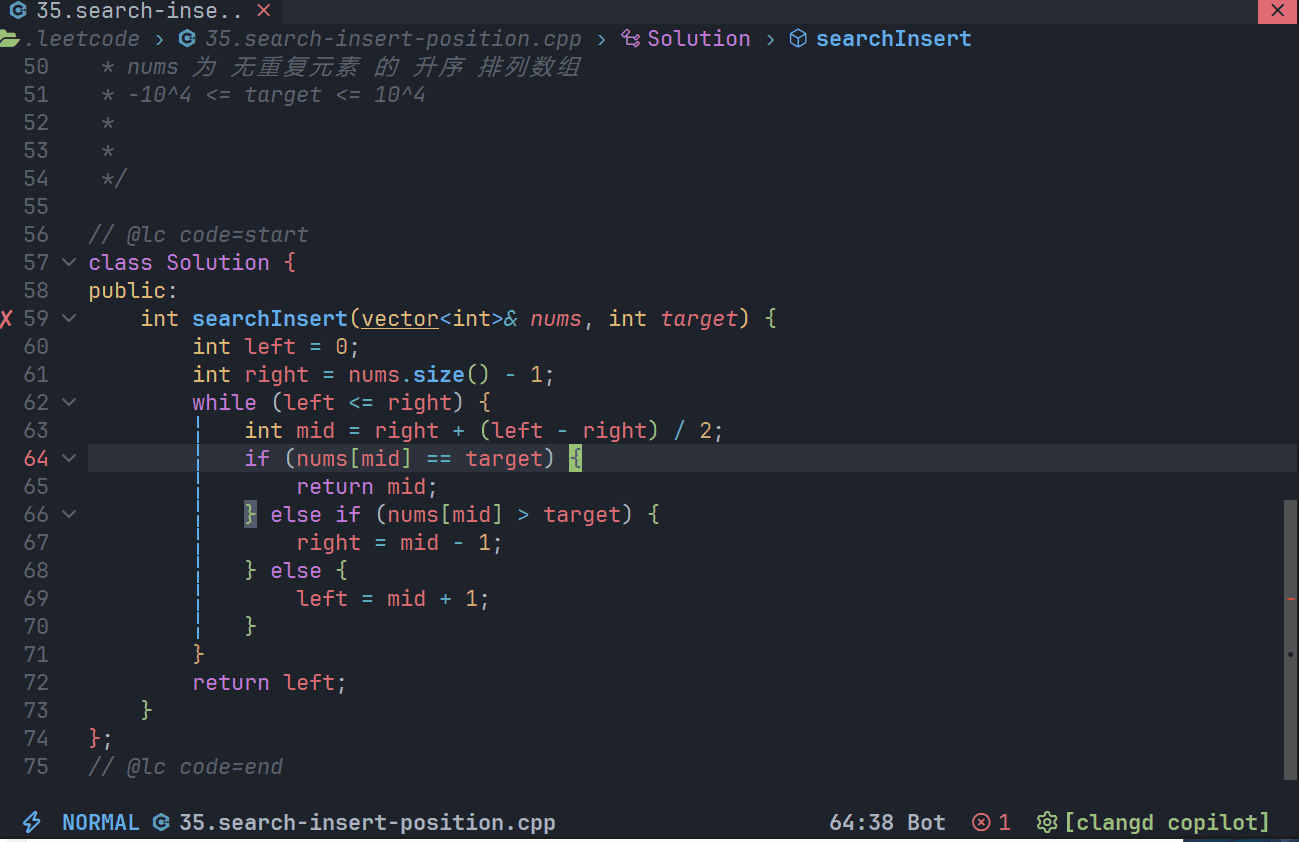 35.search-inse..
.leetcode › 35.search-insert-position.cpp › Solution › searchInsert
50 * nums 为 无重复元素 的 升序 排列数组
51 * -10^4 <= target <= 10^4
52 *
53 *
54 */
55
56 // @lc code=start
57 class Solution {
58 public:
59 int searchInsert(vector<int>& nums, int target) {
60 int left = 0;
61 int right = nums.size() - 1;
62 while (left <= right) {
63 int mid = right + (left - right) / 2;
64 if (nums[mid] == target) {
65 return mid;
66 } else if (nums[mid] > target) {
67 right = mid - 1;
68 } else {
69 left = mid + 1;
70 }
71 }
72 return left;
73 }
74 };
75 // @lc code=end
NORMAL 35.search-insert-position.cpp 64:38 Bot 1 [clangd copilot]